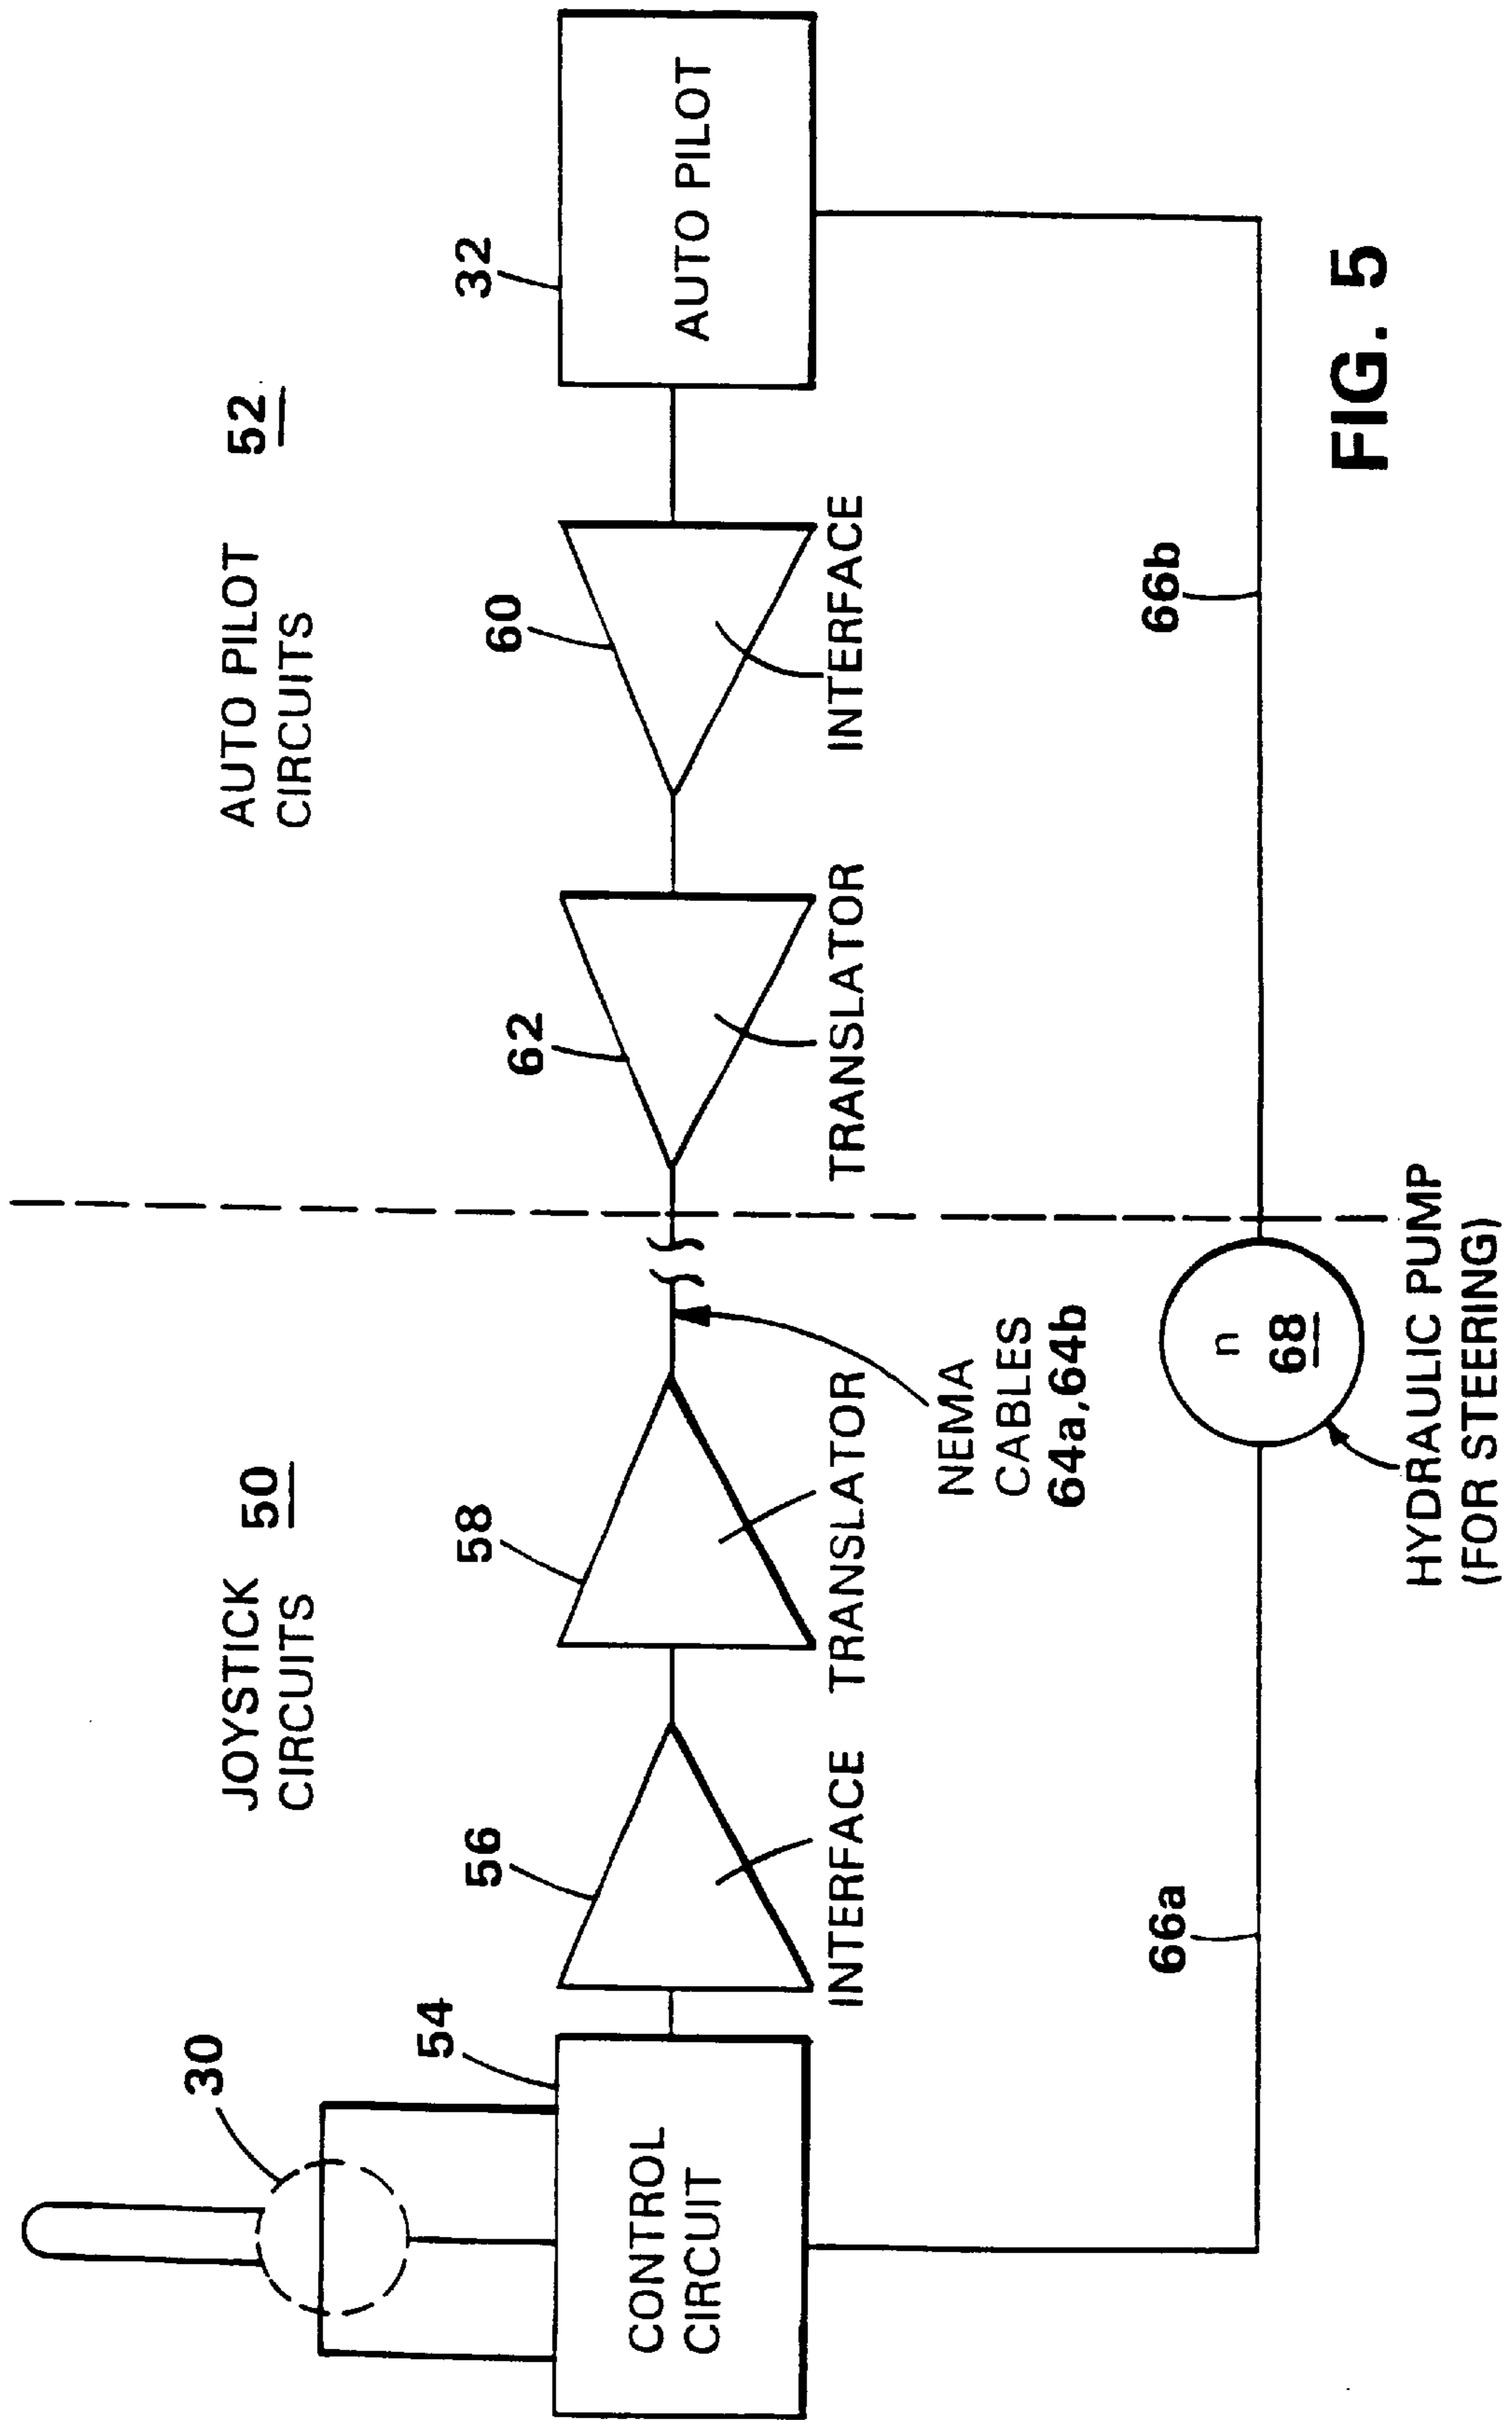 JOYSTICK
CIRCUITS
50
AUTO PILOT
CIRCUITS
52
30
54
56
58
62
60
32
CONTROL
CIRCUIT
AUTO PILOT
INTERFACE
TRANSLATOR
TRANSLATOR
INTERFACE
NEMA
CABLES
64a,64b
66a
66b
n
68
HYDRAULIC PUMP
(FOR STEERING)
FIG. 5